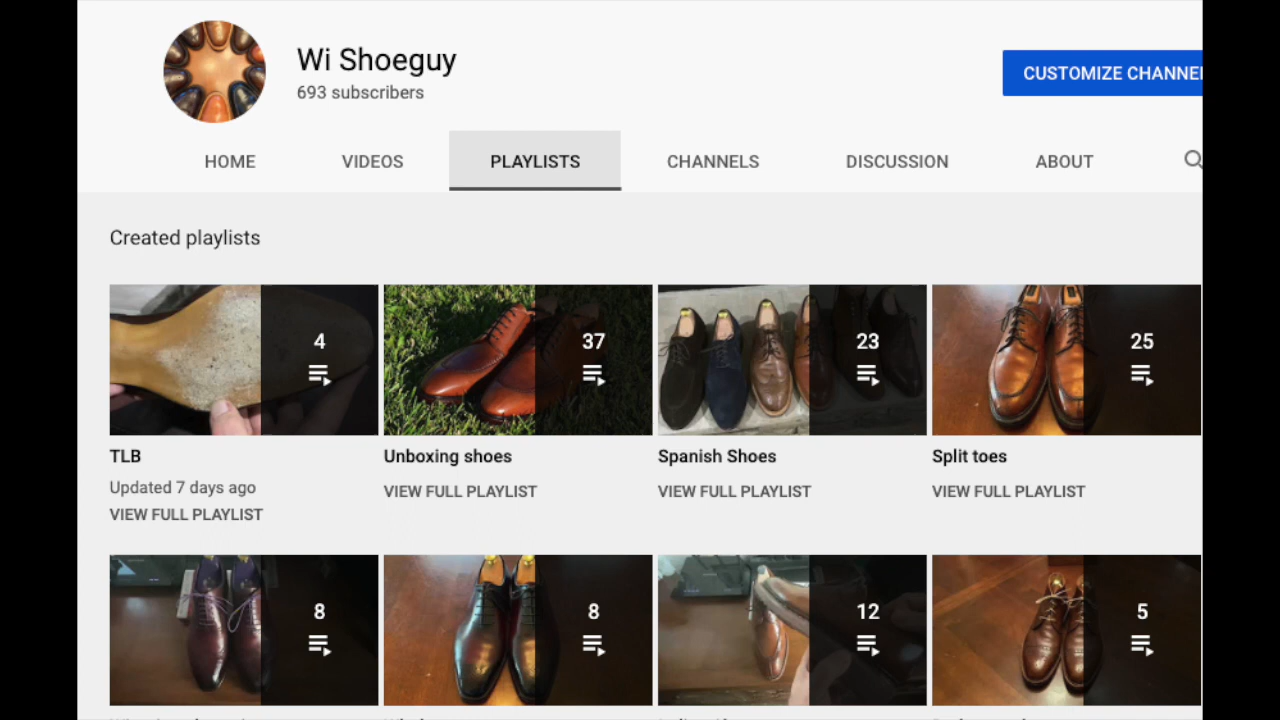 Wi Shoeguy
693 subscribers
CUSTOMIZE CHANNEL
HOME VIDEOS PLAYLISTS CHANNELS DISCUSSION ABOUT
Created playlists
4 37 23 25
TLB Unboxing shoes Spanish Shoes Split toes
Updated 7 days ago
VIEW FULL PLAYLIST VIEW FULL PLAYLIST VIEW FULL PLAYLIST
VIEW FULL PLAYLIST
8 8 12 5